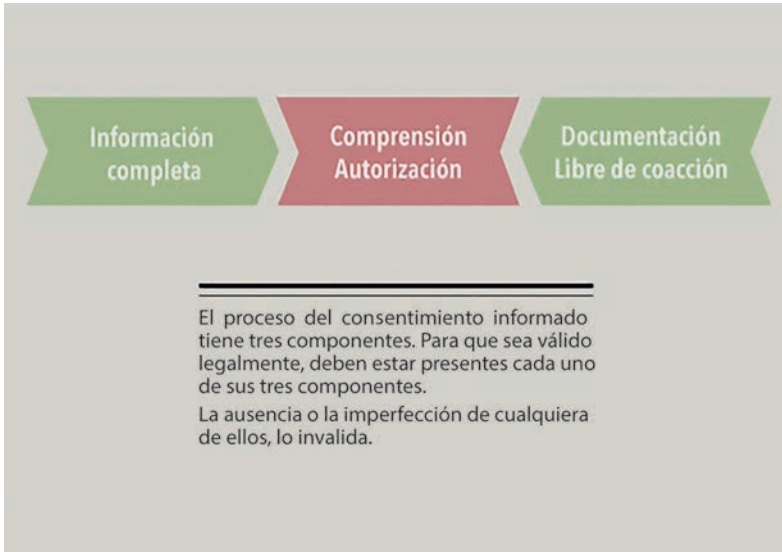 Información
completa
Comprensión
Autorización
Documentación
Libre de coacción
El proceso del consentimiento informado
tiene tres componentes. Para que sea válido
legalmente, deben estar presentes cada uno
de sus tres componentes.
La ausencia o la imperfección de cualquiera
de ellos, lo invalida.